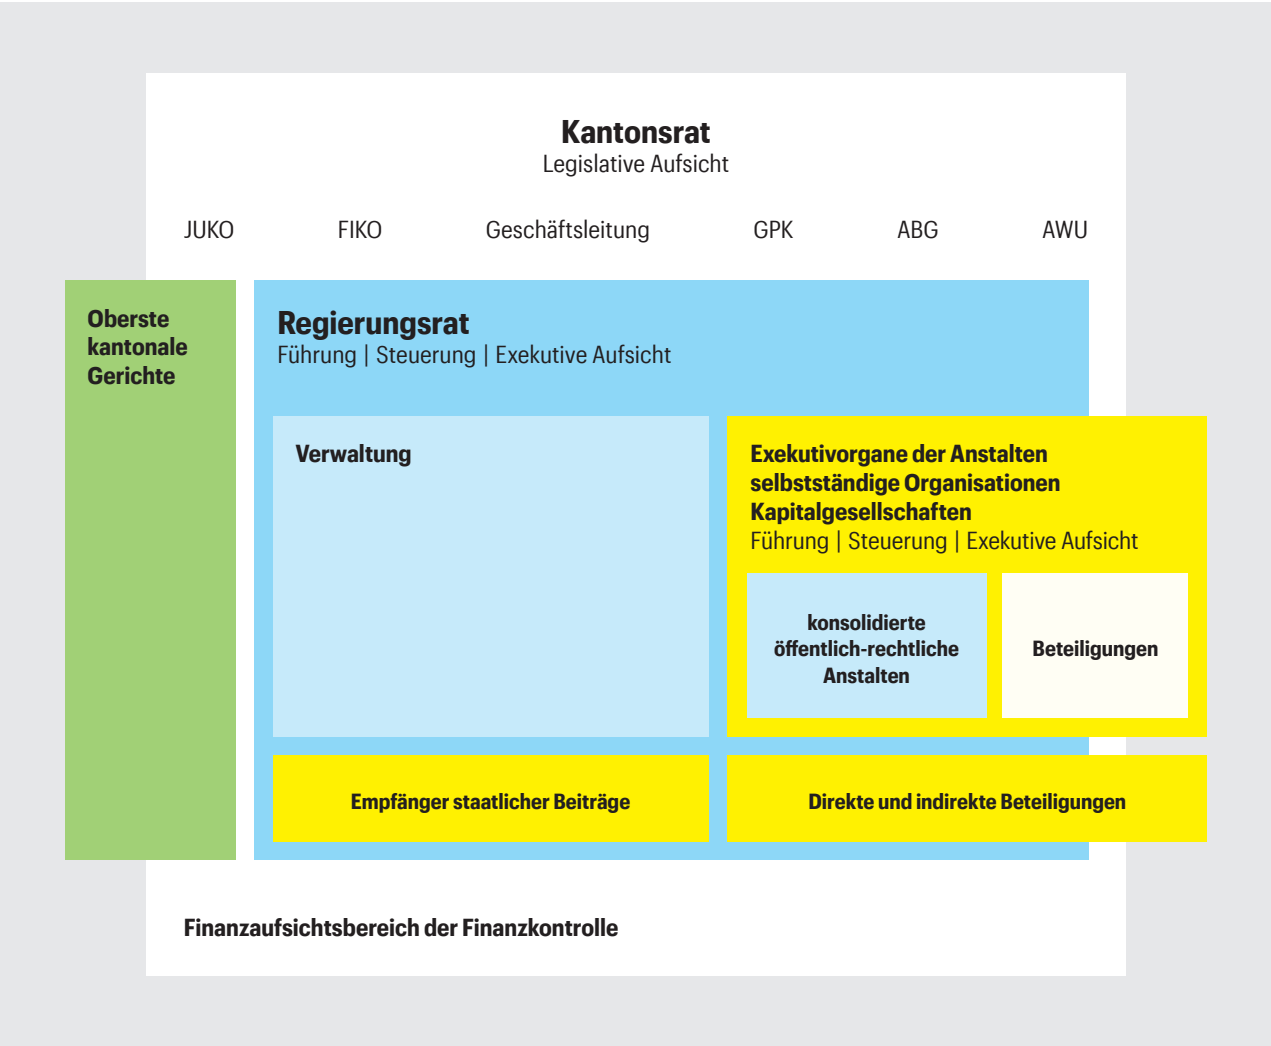 Kantonsrat
Legislative Aufsicht
JUKO FIKO Geschäftsleitung GPK ABG AWU
Oberste
kantonale
Gerichte
Regierungsrat
Führung | Steuerung | Exekutive Aufsicht
Verwaltung
Exekutivorgane der Anstalten
selbstständige Organisationen
Kapitalgesellschaften
Führung | Steuerung | Exekutive Aufsicht
konsolidierte
öffentlich-rechtliche
Anstalten
Beteiligungen
Empfänger staatlicher Beiträge
Direkte und indirekte Beteiligungen
Finanzaufsichtsbereich der Finanzkontrolle